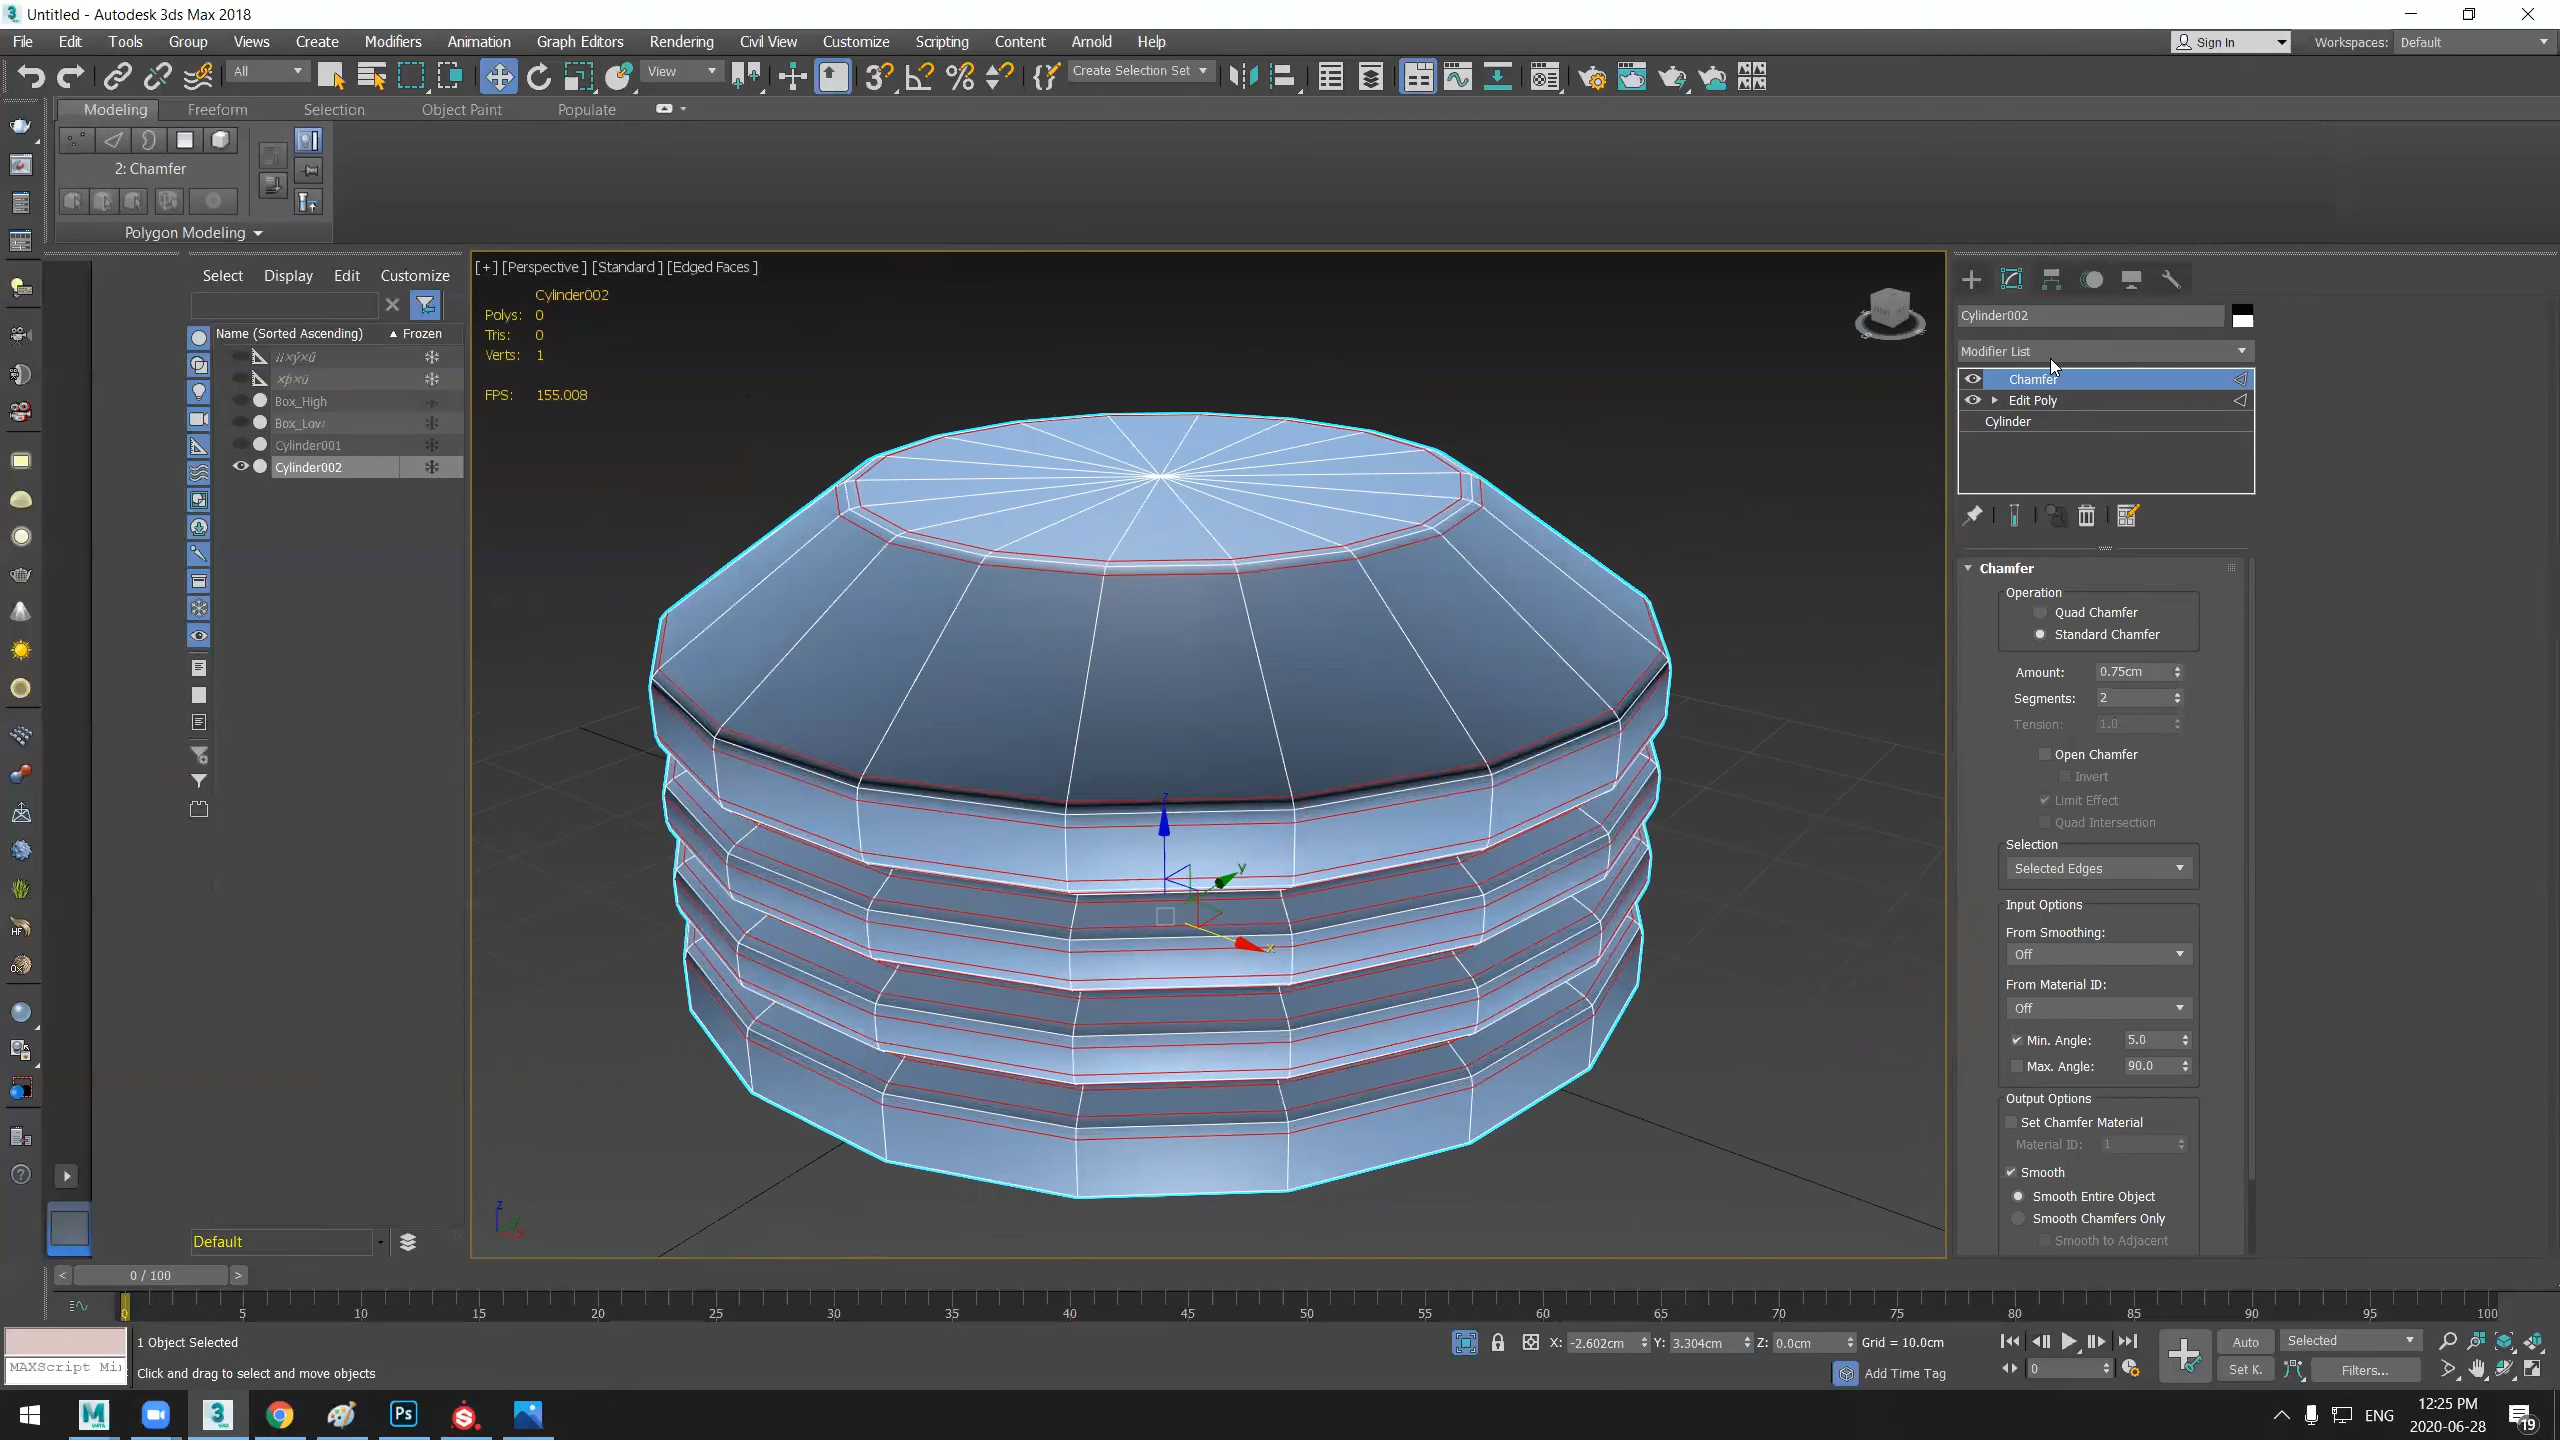 Untitled - Autodesk 3ds Max 2018
File Edit Tools Group Views Create Modifiers Animation Graph Editors Rendering Civil View Customize Scripting Content Arnold Help
Sign In
Workspaces: Default
All
View
Create Selection Set
Modeling Freeform Selection Object Paint Populate
2: Chamfer
Polygon Modeling
Select Display Edit Customize
Name (Sorted Ascending) Frozen
Box_High
Box_Low
Cylinder001
Cylinder002
Default
[+] [Perspective ] [Standard ] [Edged Faces ]
Cylinder002
Polys: 0
Tris: 0
Verts: 1
FPS: 155.008
z
y
x
Cylinder002
Modifier List
Chamfer
Edit Poly
Cylinder
Chamfer
Operation
Quad Chamfer
Standard Chamfer
Amount: 0.75cm
Segments: 2
Tension: 1.0
Open Chamfer
Invert
Limit Effect
Quad Intersection
Selection
Selected Edges
Input Options
From Smoothing:
Off
From Material ID:
Off
Min. Angle: 5.0
Max. Angle: 90.0
Output Options
Set Chamfer Material
Material ID: 1
Smooth
Smooth Entire Object
Smooth Chamfers Only
Smooth to Adjacent
< 0 / 100 >
0 5 10 15 20 25 30 35 40 45 50 55 60 65 70 75 80 85 90 95 100
1 Object Selected
X: -2.602cm Y: 3.304cm Z: 0.0cm Grid = 10.0cm
Auto
Selected
MAXScript Mi
Click and drag to select and move objects
Add Time Tag
0
Set K.
Filters...
ENG
12:25 PM
2020-06-28
19